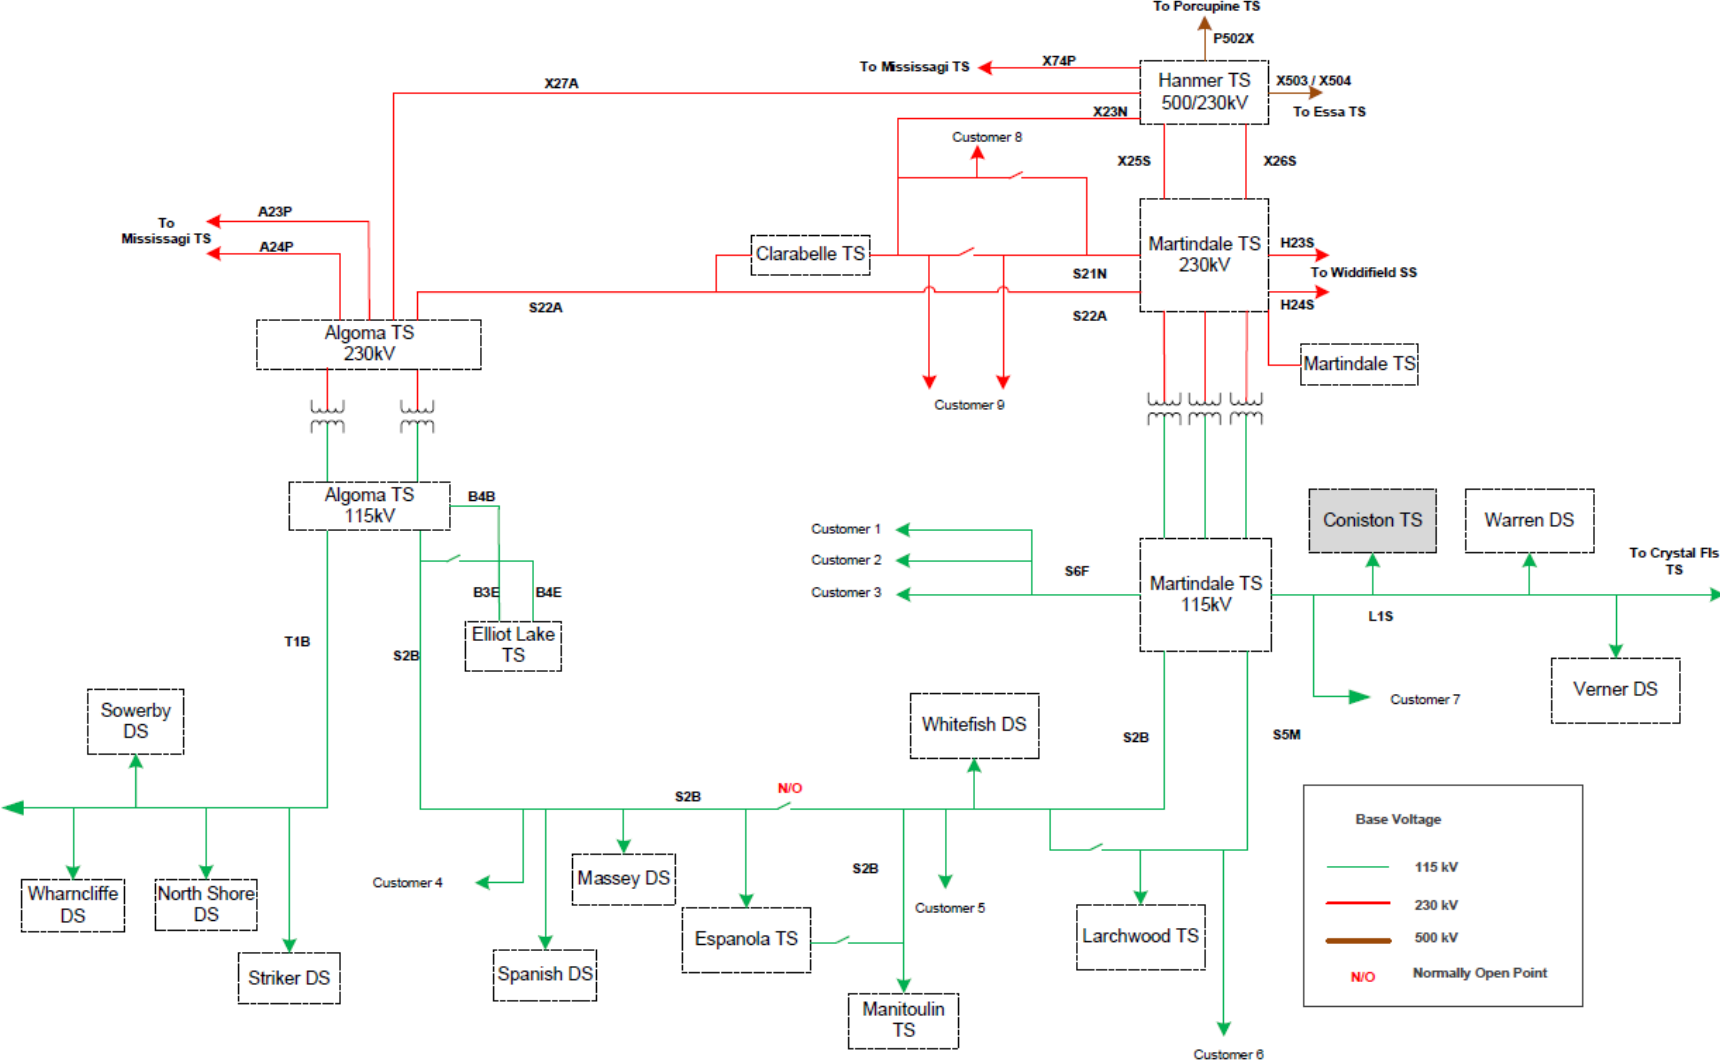 To Porcupine TS
P502X
To Mississagi TS
X74P
Hanmer TS
500/230kV
X503 / X504
To Essa TS
X27A
X23N
Customer 8
X25S
X26S
A23P
To
Mississagi TS
A24P
Clarabelle TS
Martindale TS
230kV
H23S
To Widdifield SS
H24S
S21N
S22A
S22A
Algoma TS
230kV
Martindale TS
Customer 9
Algoma TS
115kV
B4B
B3E
B4E
Elliot Lake
TS
T1B
S2B
Customer 1
Customer 2
Customer 3
S6F
Martindale TS
115kV
Coniston TS
Warren DS
To Crystal Fls
TS
L1S
Verner DS
Customer 7
Sowerby
DS
Whitefish DS
S2B
S5M
N/O
S2B
Wharncliffe
DS
North Shore
DS
Striker DS
Customer 4
Spanish DS
Massey DS
Espanola TS
S2B
Customer 5
Manitoulin
TS
Larchwood TS
Customer 6
Base Voltage
115 kV
230 kV
500 kV
N/O
Normally Open Point